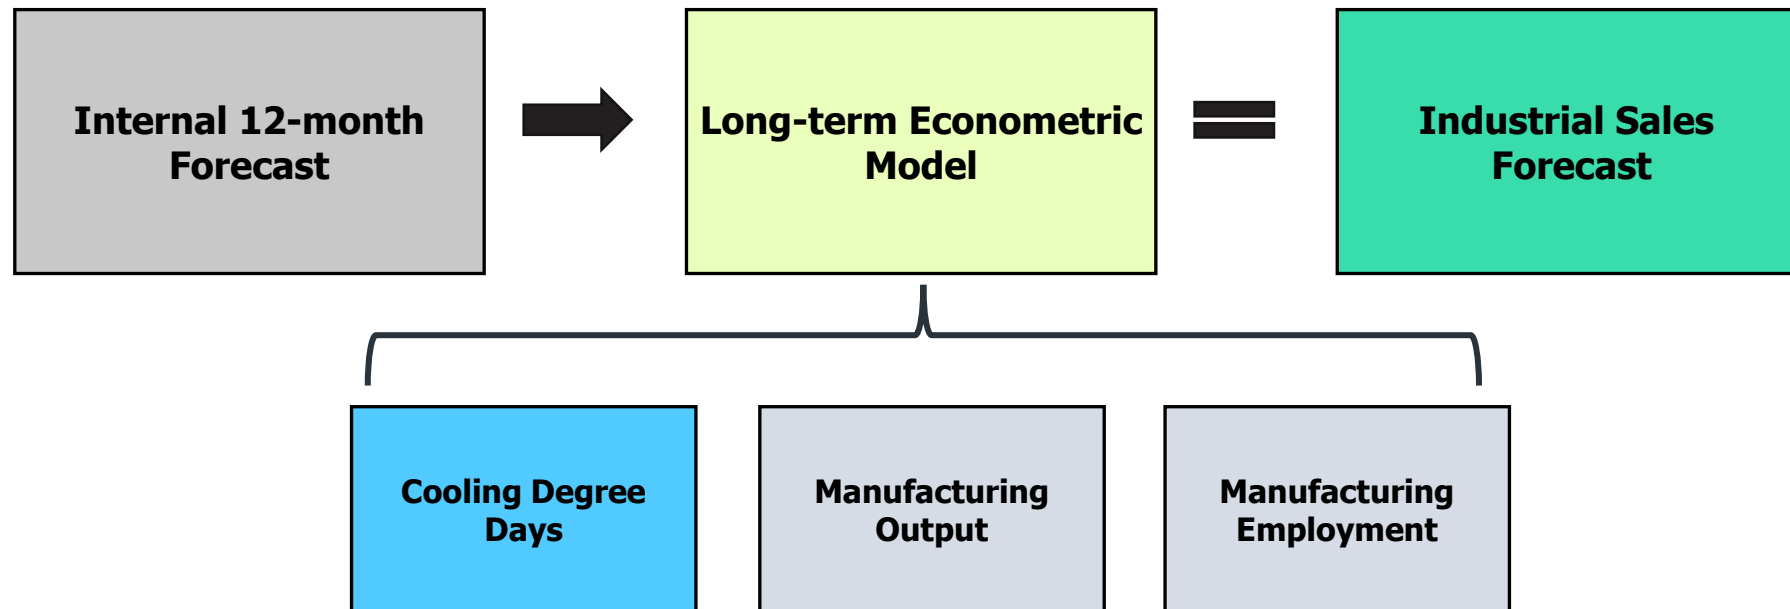 Internal 12-month
Forecast
Long-term Econometric
Model
Industrial Sales
Forecast
Cooling Degree
Days
Manufacturing
Output
Manufacturing
Employment